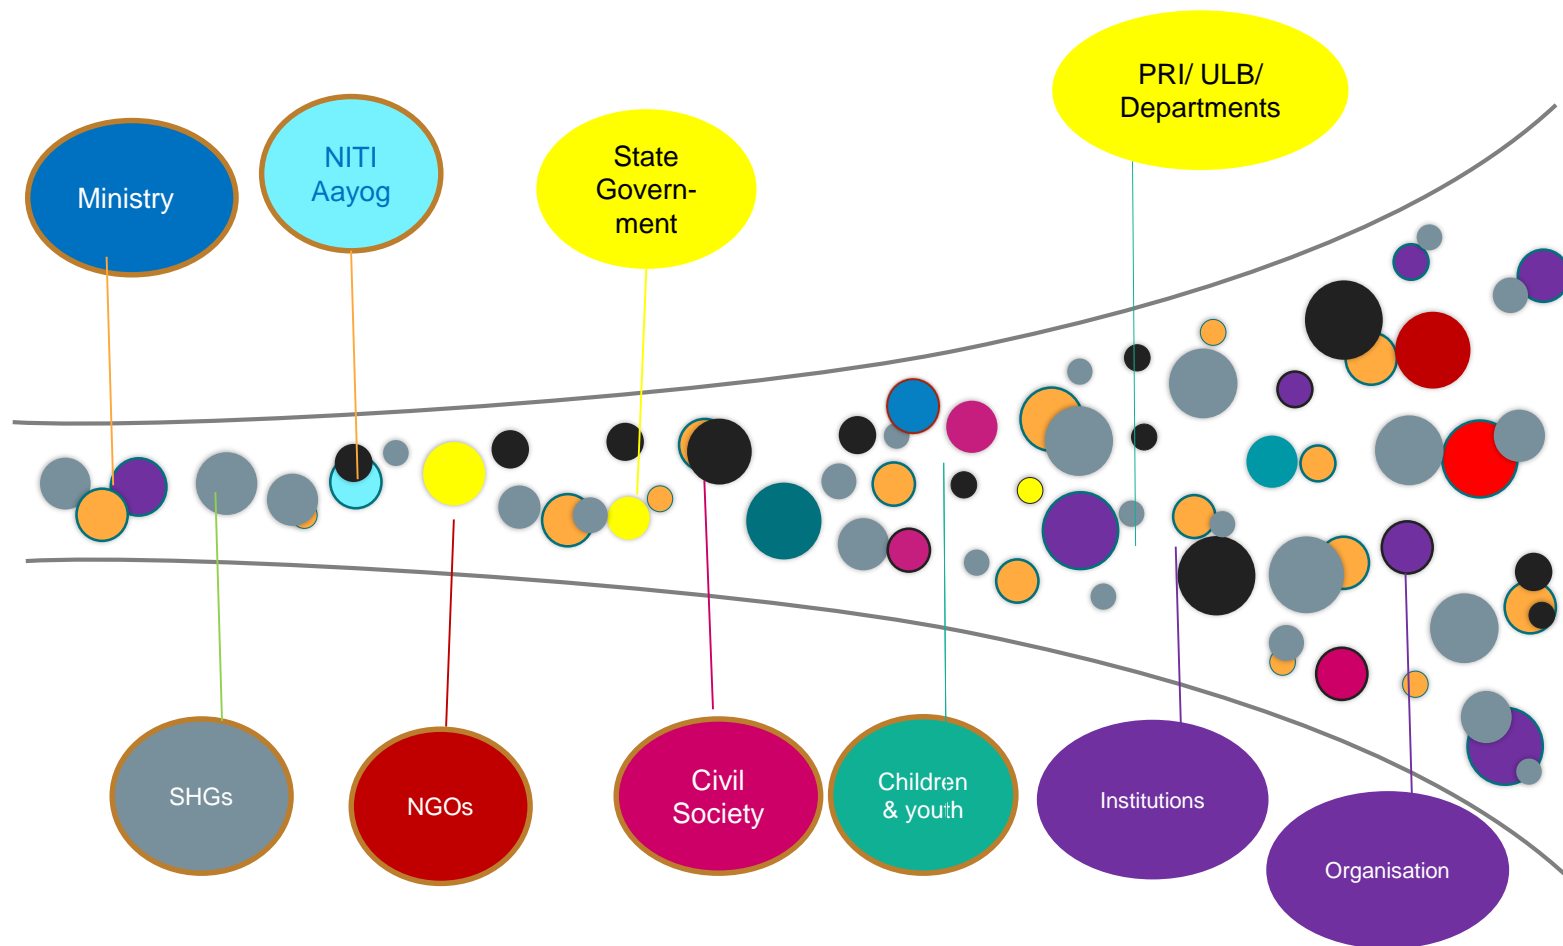 PRI/ ULB/
Departments
NITI
Aayog
State
Govern-
ment
Ministry
SHGs
NGOs
Civil
Society
Children
& youth
Institutions
Organisation